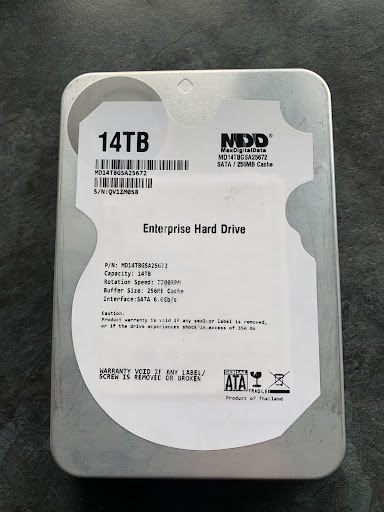 14TB
MDD®
MaxDigitalData
MD14TBGSA25672
SATA / 256MB Cache
MD14TBGSA25672
S/N:QV1ZM0SB
Enterprise Hard Drive
P/N: MD14TBGSA25672
Capacity: 14TB
Rotation Speed: 7200RPM
Buffer Size: 256MB Cache
Interface:SATA 6.0Gb/s
Caution:
Product warranty is void if any seal or label is removed,
or if the drive experiences shock in excess of 350 Gs
WARRANTY VOID IF ANY LABEL/
SCREW IS REMOVED OR BROKEN
SERIAL
ATA
FRAGILE
Product of Thailand